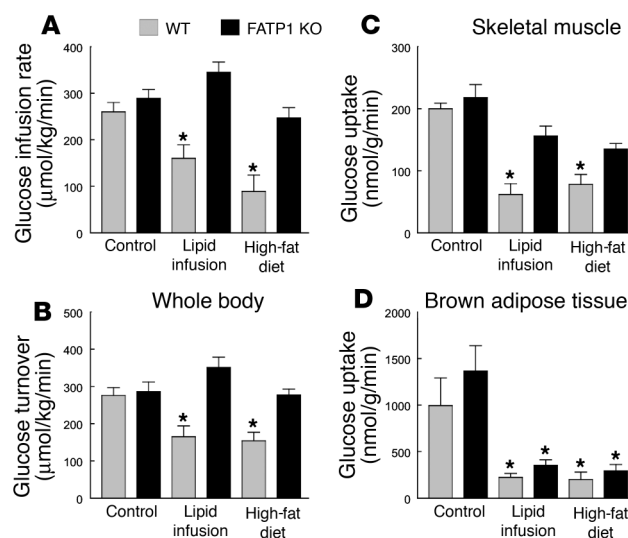 WT FATP1 KO
A
Glucose infusion rate
(μmol/kg/min)
400
300
200
100
0
Control Lipid High-fat
infusion diet
*
*
C Skeletal muscle
Glucose uptake
(nmol/g/min)
300
200
100
0
Control Lipid High-fat
infusion diet
*
*
B Whole body
Glucose turnover
(μmol/kg/min)
500
400
300
200
100
0
Control Lipid High-fat
infusion diet
*
*
D Brown adipose tissue
Glucose uptake
(nmol/g/min)
2000
1500
1000
500
0
Control Lipid High-fat
infusion diet
*
*
*
*